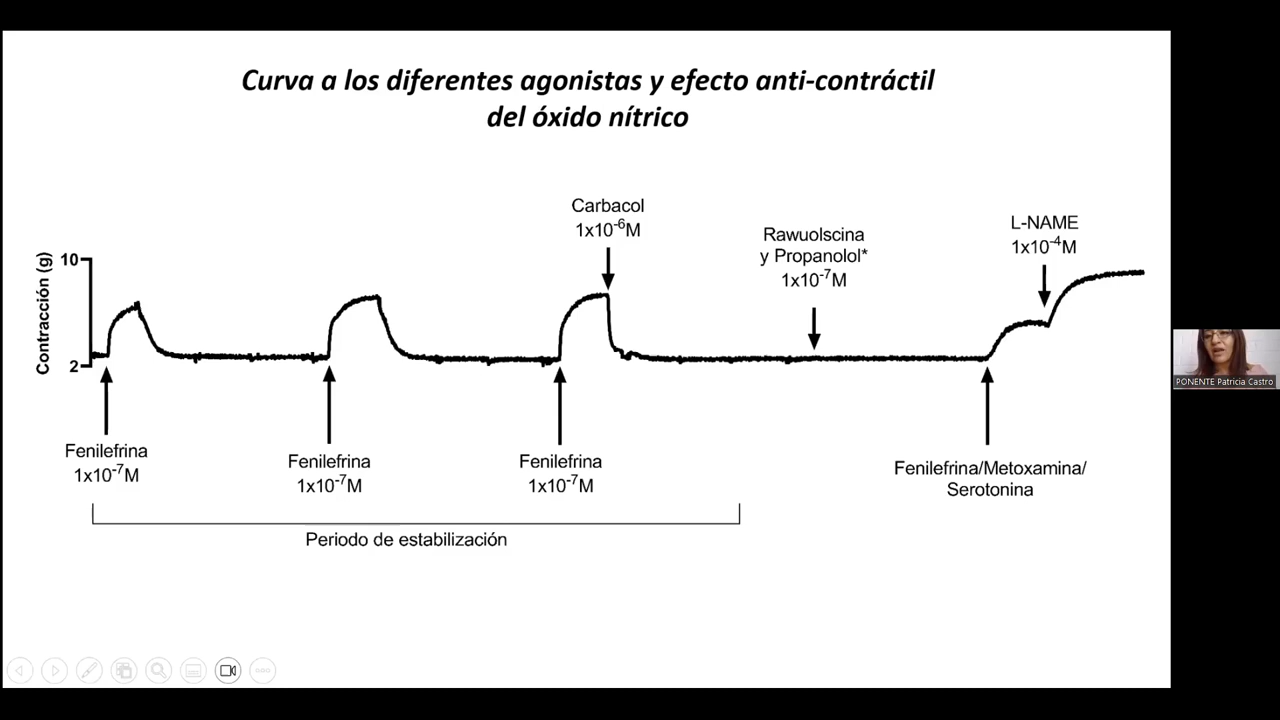 Curva a los diferentes agonistas y efecto anti-contráctil
del óxido nítrico
Carbacol
1x10⁻⁶M
Rawuolscina
y Propanolol*
1x10⁻⁷M
L-NAME
1x10⁻⁴M
Contracción (g)
10
2
Fenilefrina
1x10⁻⁷M
Fenilefrina
1x10⁻⁷M
Fenilefrina
1x10⁻⁷M
Fenilefrina/Metoxamina/
Serotonina
Periodo de estabilización
PONENTE Patricia Castro